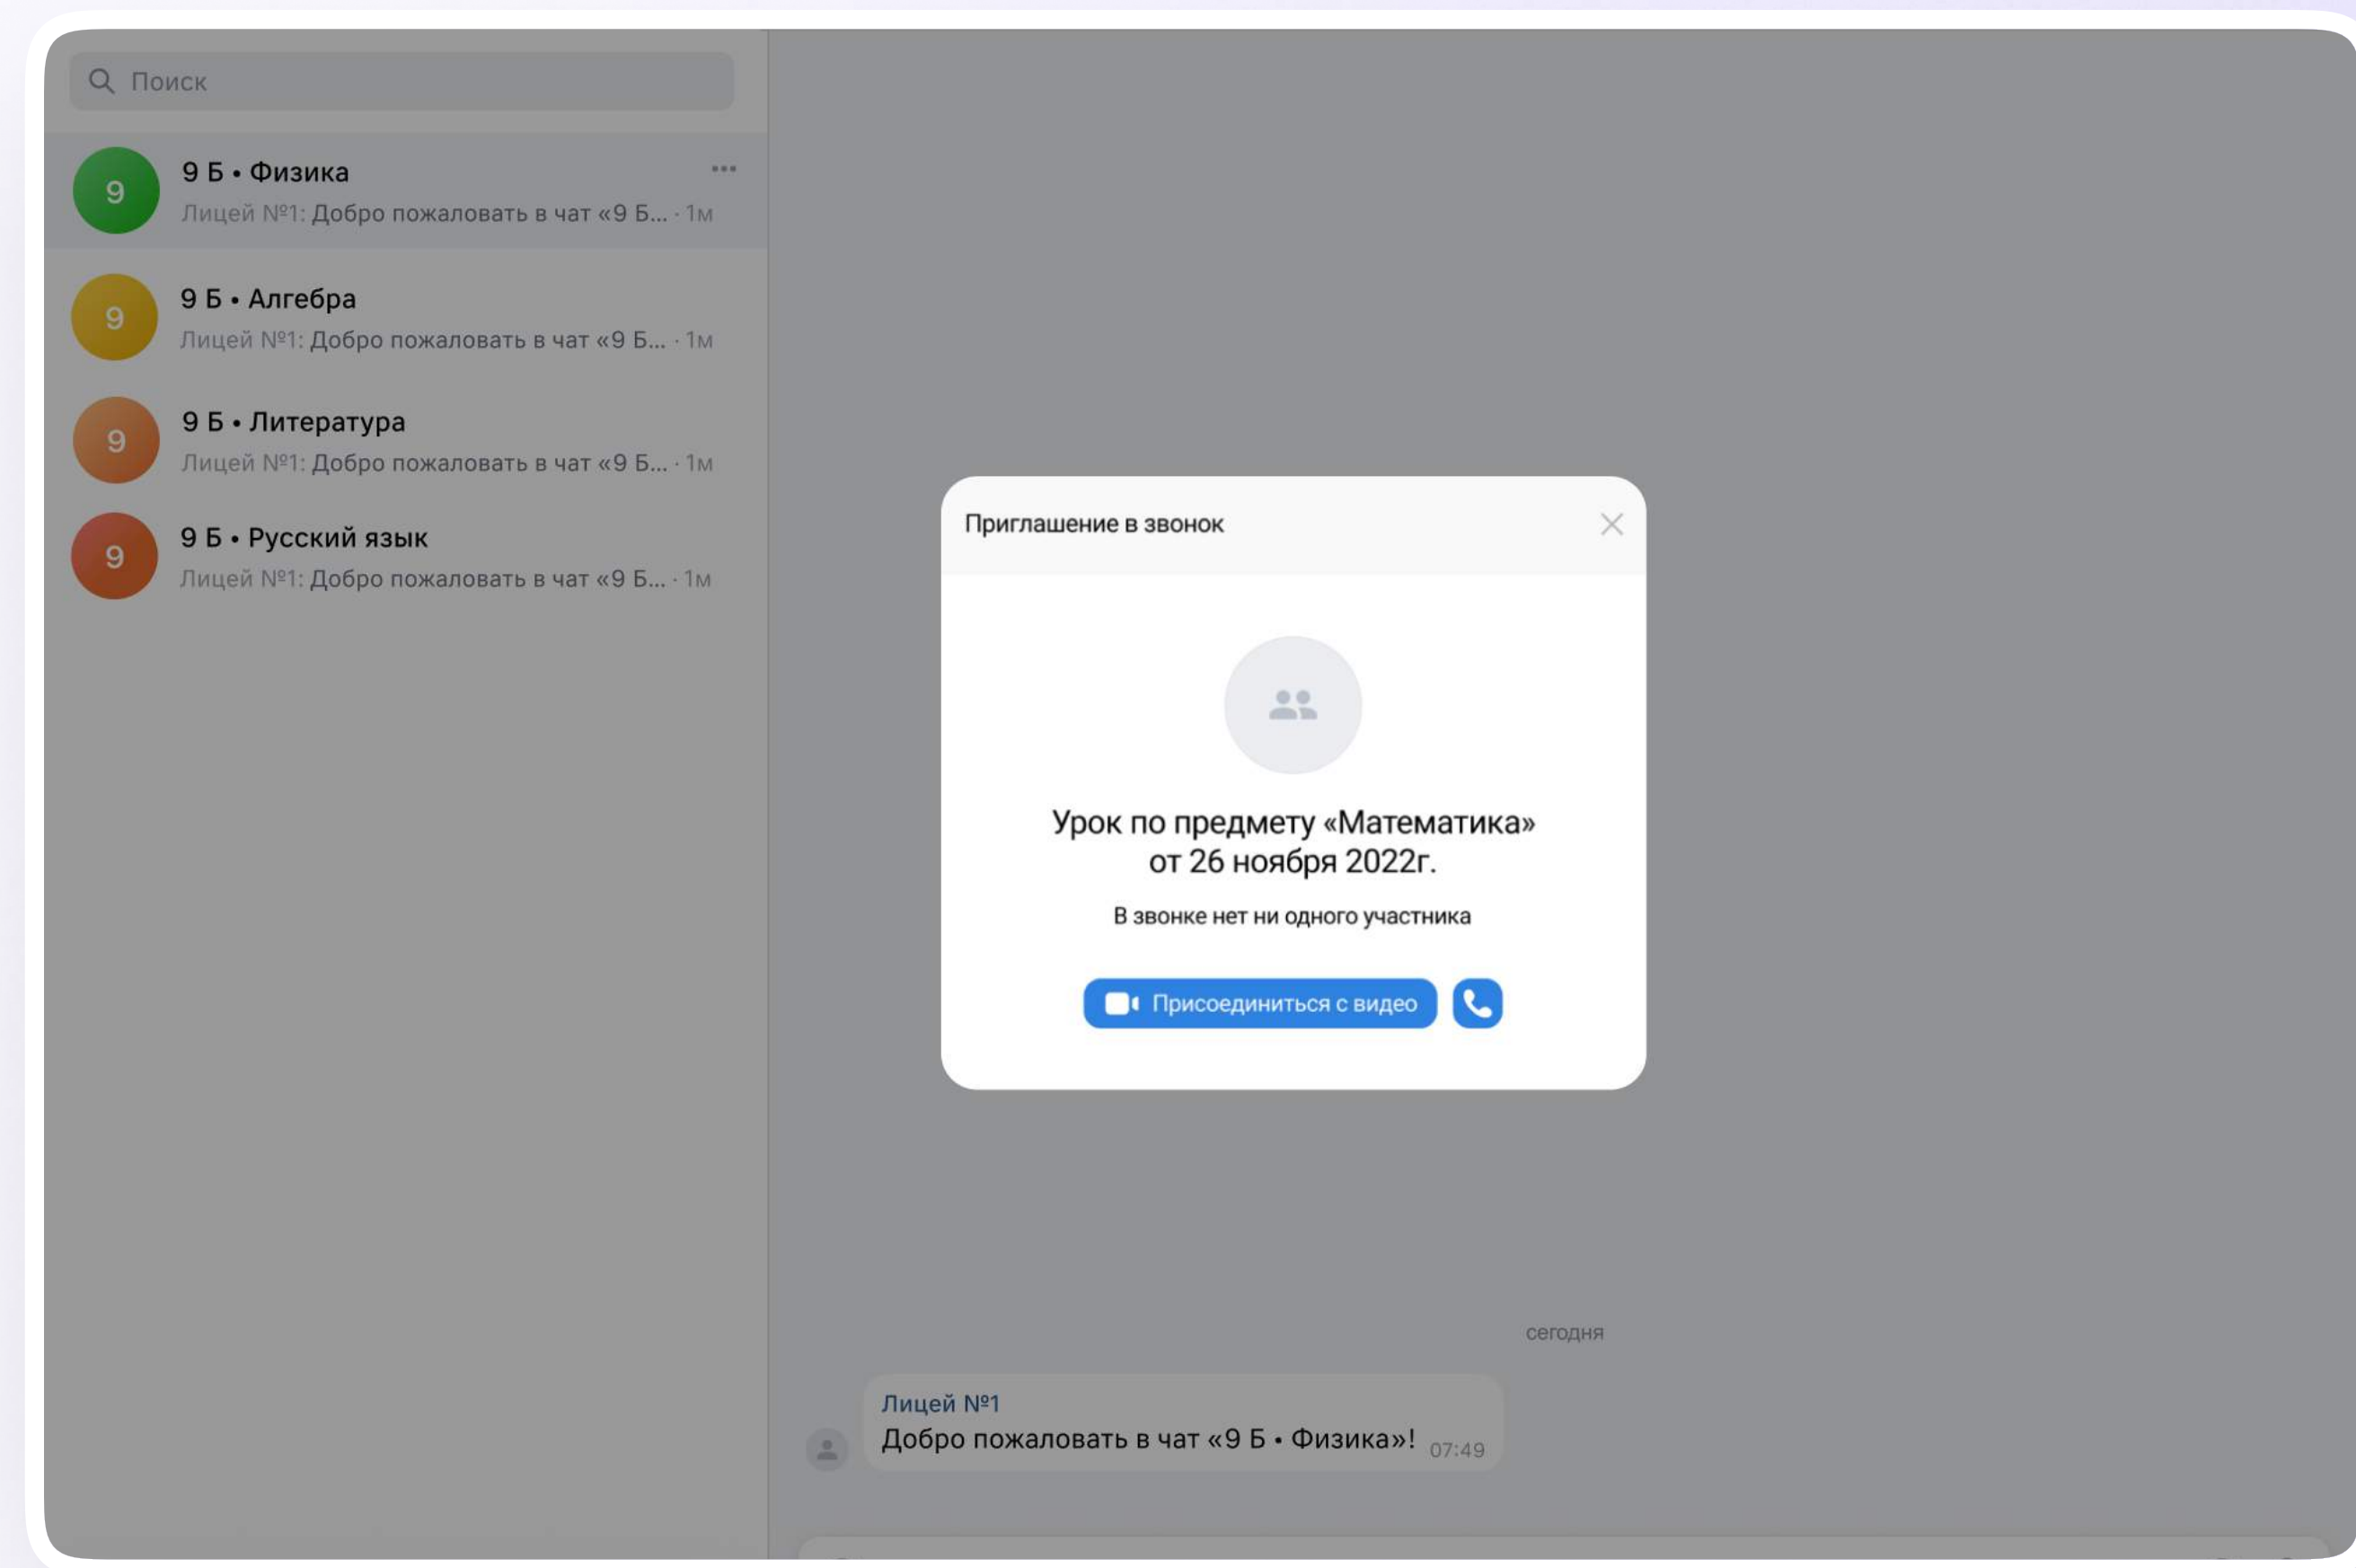 Поиск
9
9 Б • Физика
Лицей №1: Добро пожаловать в чат «9 Б... · 1м
9
9 Б • Алгебра
Лицей №1: Добро пожаловать в чат «9 Б... · 1м
9
9 Б • Литература
Лицей №1: Добро пожаловать в чат «9 Б... · 1м
9
9 Б • Русский язык
Лицей №1: Добро пожаловать в чат «9 Б... · 1м
Приглашение в звонок
Урок по предмету «Математика»
от 26 ноября 2022г.
В звонке нет ни одного участника
Присоединиться с видео
сегодня
Лицей №1
Добро пожаловать в чат «9 Б • Физика»! 07:49